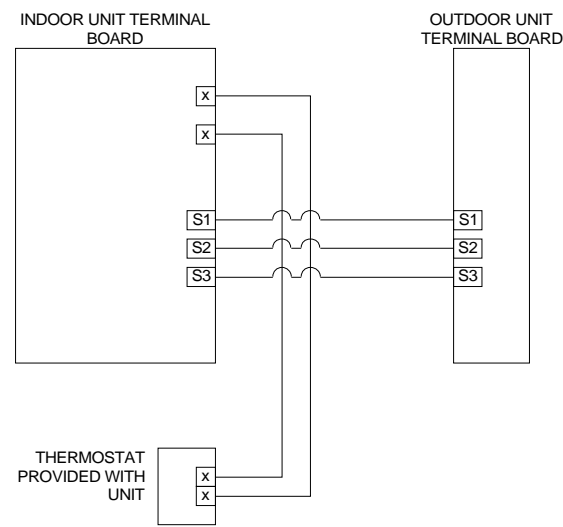 INDOOR UNIT TERMINAL
BOARD
OUTDOOR UNIT
TERMINAL BOARD
x
x
S1
S2
S3
S1
S2
S3
THERMOSTAT
PROVIDED WITH
UNIT
x
x